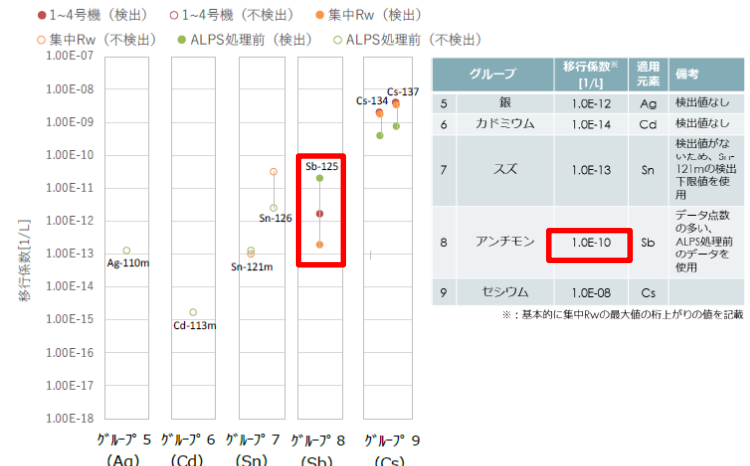 ●1~4号機（検出） ○1~4号機（不検出） ●集中Rw（検出）
○集中Rw（不検出） ●ALPS処理前（検出） ○ALPS処理前（不検出）
移行係数[1/L]
1.00E-07
1.00E-08
1.00E-09
1.00E-10
1.00E-11
1.00E-12
1.00E-13
1.00E-14
1.00E-15
1.00E-16
1.00E-17
1.00E-18
Ag-110m
Cd-113m
Sn-121m
Sn-126
Sb-125
Cs-134
Cs-137
ｸﾞﾙｰﾌﾟ 5 ｸﾞﾙｰﾌﾟ 6 ｸﾞﾙｰﾌﾟ 7 ｸﾞﾙｰﾌﾟ 8 ｸﾞﾙｰﾌﾟ 9
(Ag) (Cd) (Sn) (Sb) (Cs)
グループ 移行係数※ [1/L] 適用元素 備考
5 銀 1.0E-12 Ag 検出値なし
6 カドミウム 1.0E-14 Cd 検出値なし
7 スズ 1.0E-13 Sn 検出値がな
いため、Sn-
121mの検出
下限値を使
用
8 アンチモン 1.0E-10 Sb データ点数
の多い、
ALPS処理前
のデータを
使用
9 セシウム 1.0E-08 Cs
※：基本的に集中Rwの最大値の桁上がりの値を記載